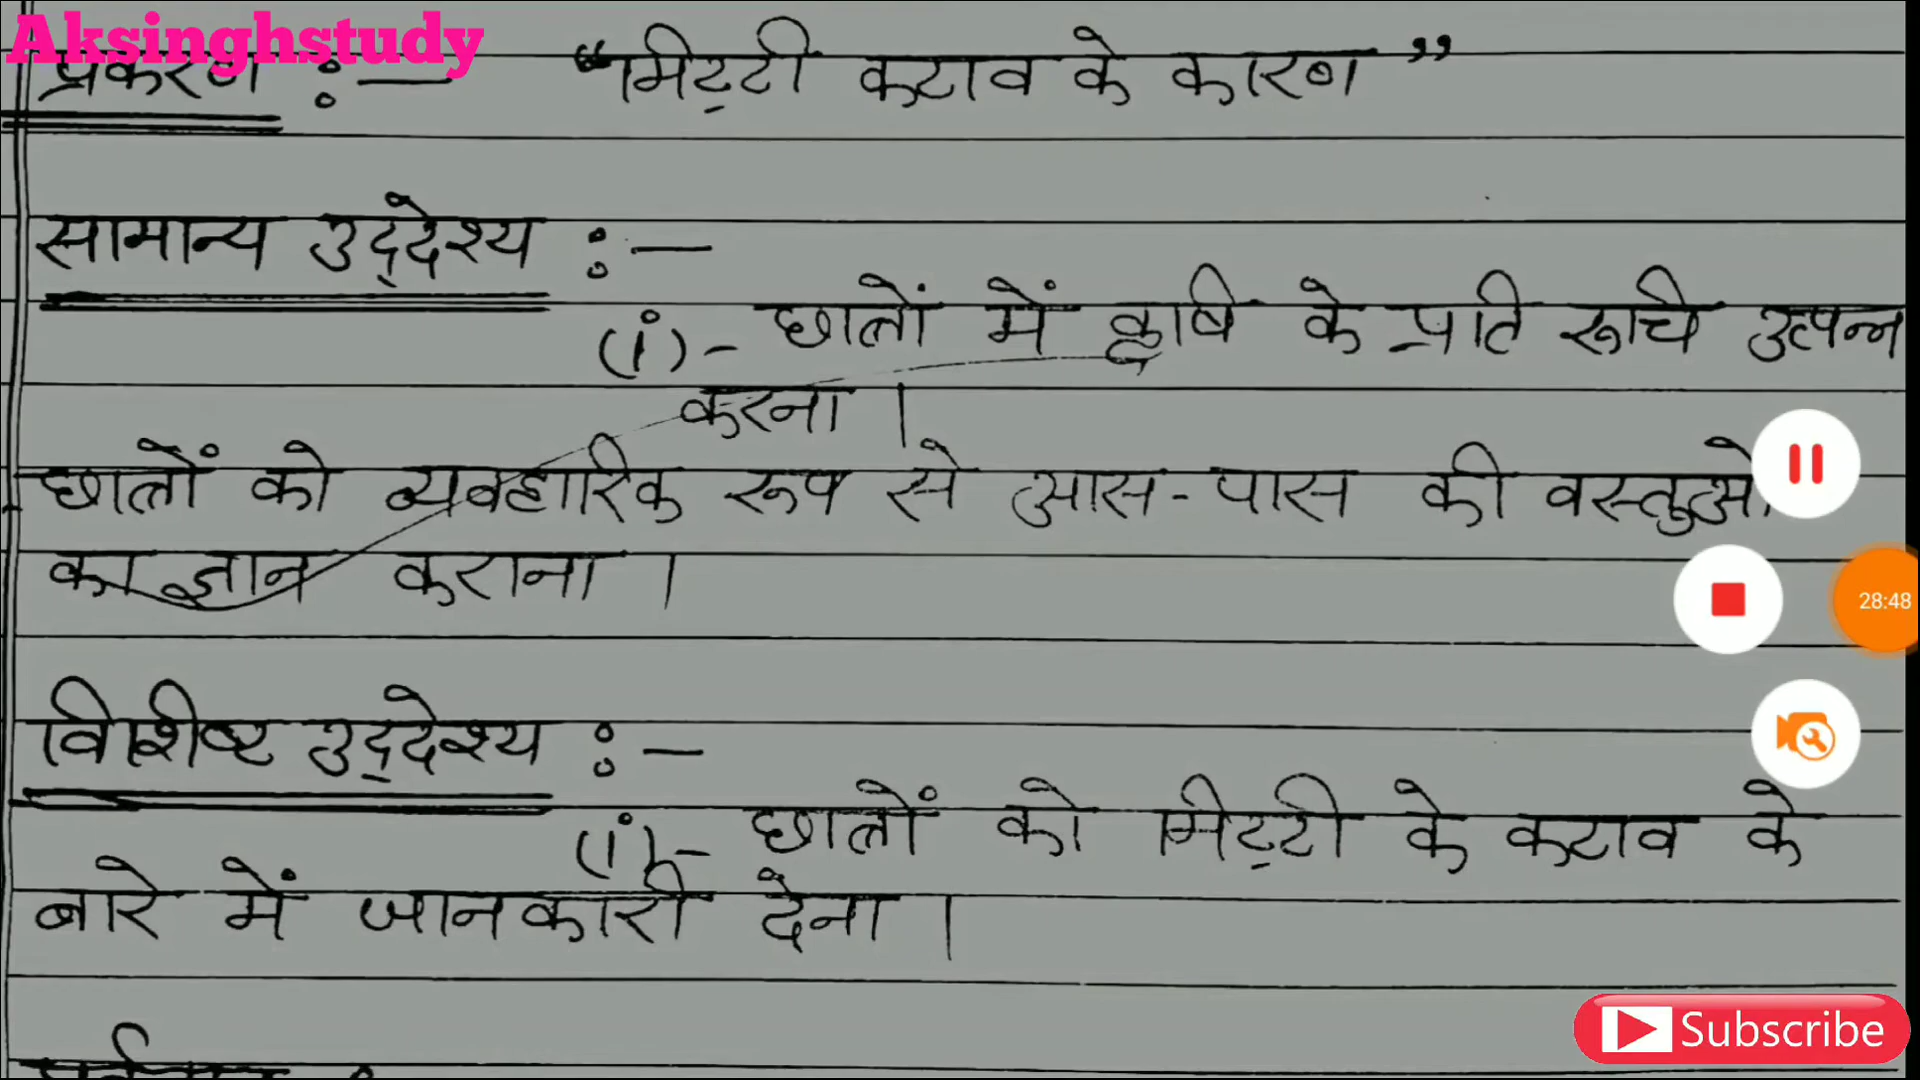 Aksinghstudy
प्रकरण :— “मिट्टी कटाव के कारण”
सामान्य उद्देश्य :—
(i)- छात्रों में कृषि के प्रति रूचि उत्पन्न
करना ।
छात्रों को व्यवहारिक रूप से आस-पास की वस्तुओ
का ज्ञान कराना ।
28:48
विशिष्ट उद्देश्य :—
(i)- छात्रों को मिट्टी के कटाव के
बारे में जानकारी देना ।
Subscribe